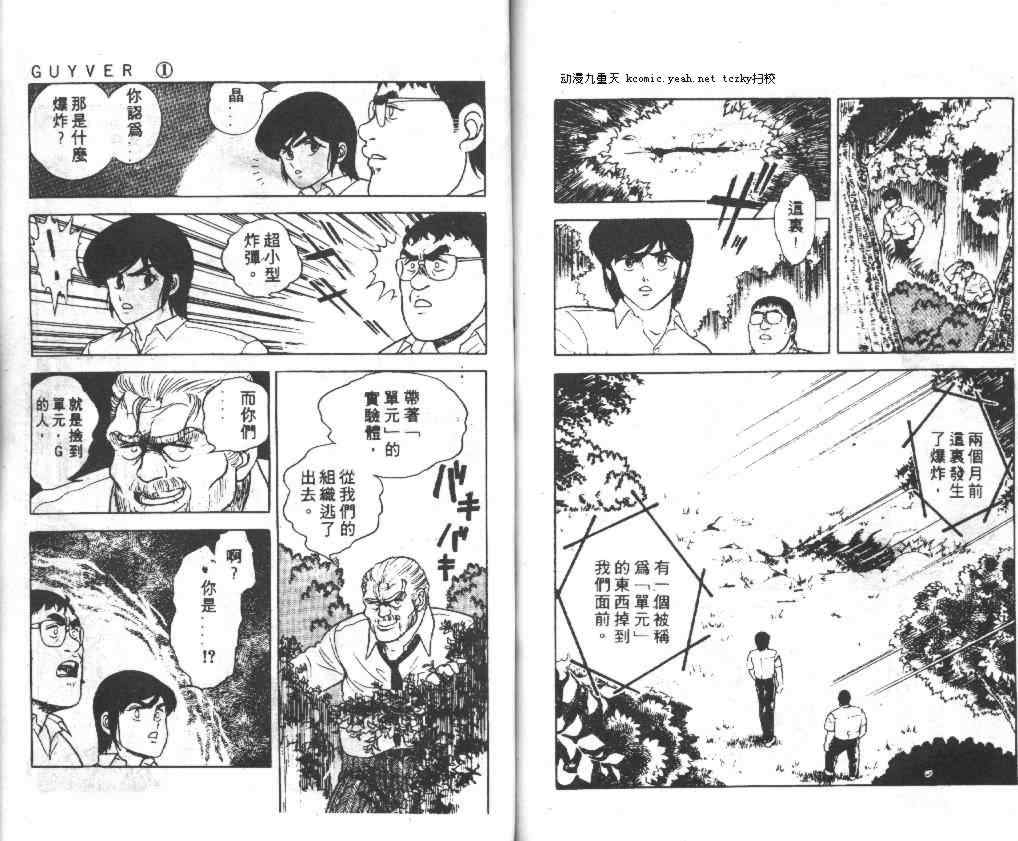 动漫九重天 kcomic.yeah.net tczky扫校
這裏！
兩個月前
這裏發生
了爆炸，
有一個被稱
爲「單元」
的東西掉到
我們面前。
GUYVER ①
晶
‥‥
你認爲
‥‥
那是什麼
爆炸？
超小型
炸彈。
！
帶著「
單元」的
實驗體，
從我們的
組織逃了
出去。
バキバキ
而你們
‥‥
就是撿到
單元．G
的人，
啊？
你是
‥‥‥
!?